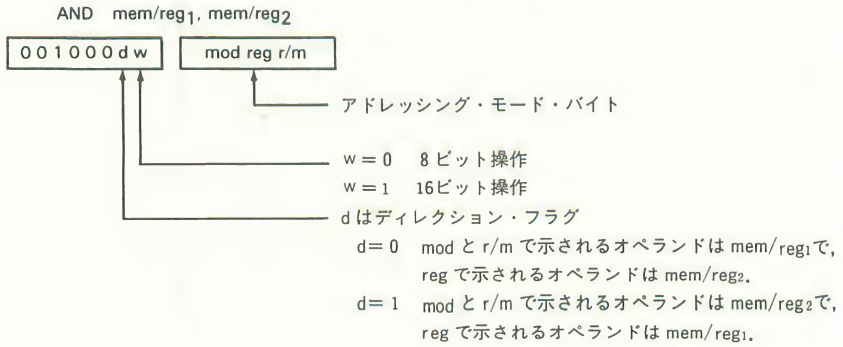 AND mem/reg₁, mem/reg₂
0 0 1 0 0 0 d w mod reg r/m
アドレッシング・モード・バイト
w = 0 8 ビット操作
w = 1 16ビット操作
d はディレクション・フラグ
d = 0 mod と r/m で示されるオペランドは mem/reg₁で,
reg で示されるオペランドは mem/reg₂.
d = 1 mod と r/m で示されるオペランドは mem/reg₂で,
reg で示されるオペランドは mem/reg₁.